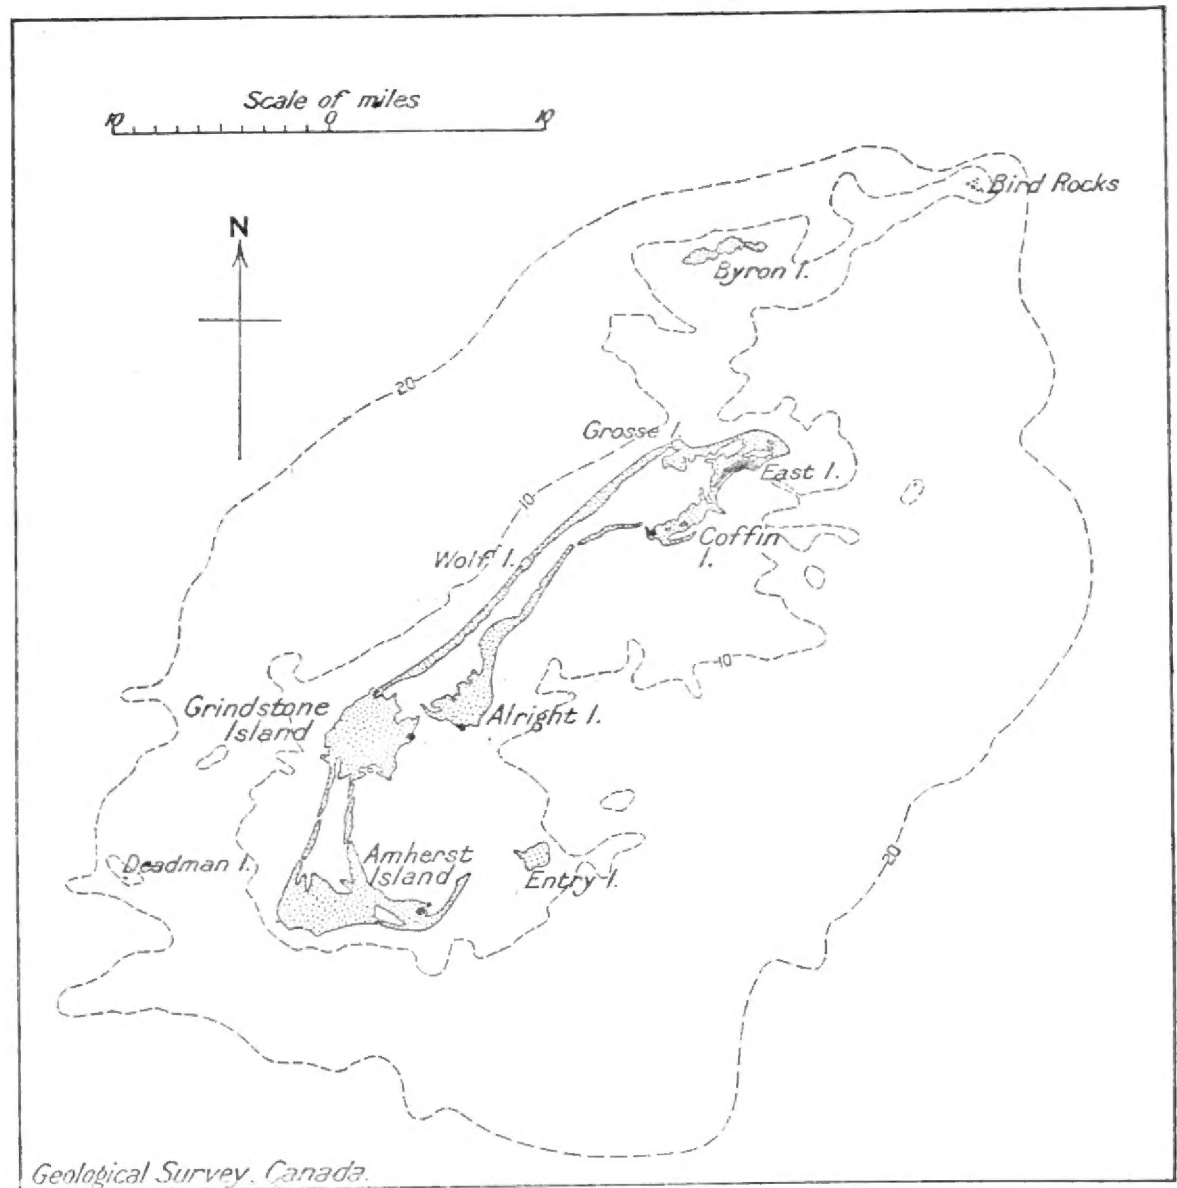 Scale of miles
10 0 10
N
Bird Rocks
Byron I.
20
Grosse I.
East I.
10
Coffin
I.
Wolf I.
10
Grindstone
Island
Alright I.
Deadman I.
Amherst
Island
Entry I.
20
Geological Survey, Canada.